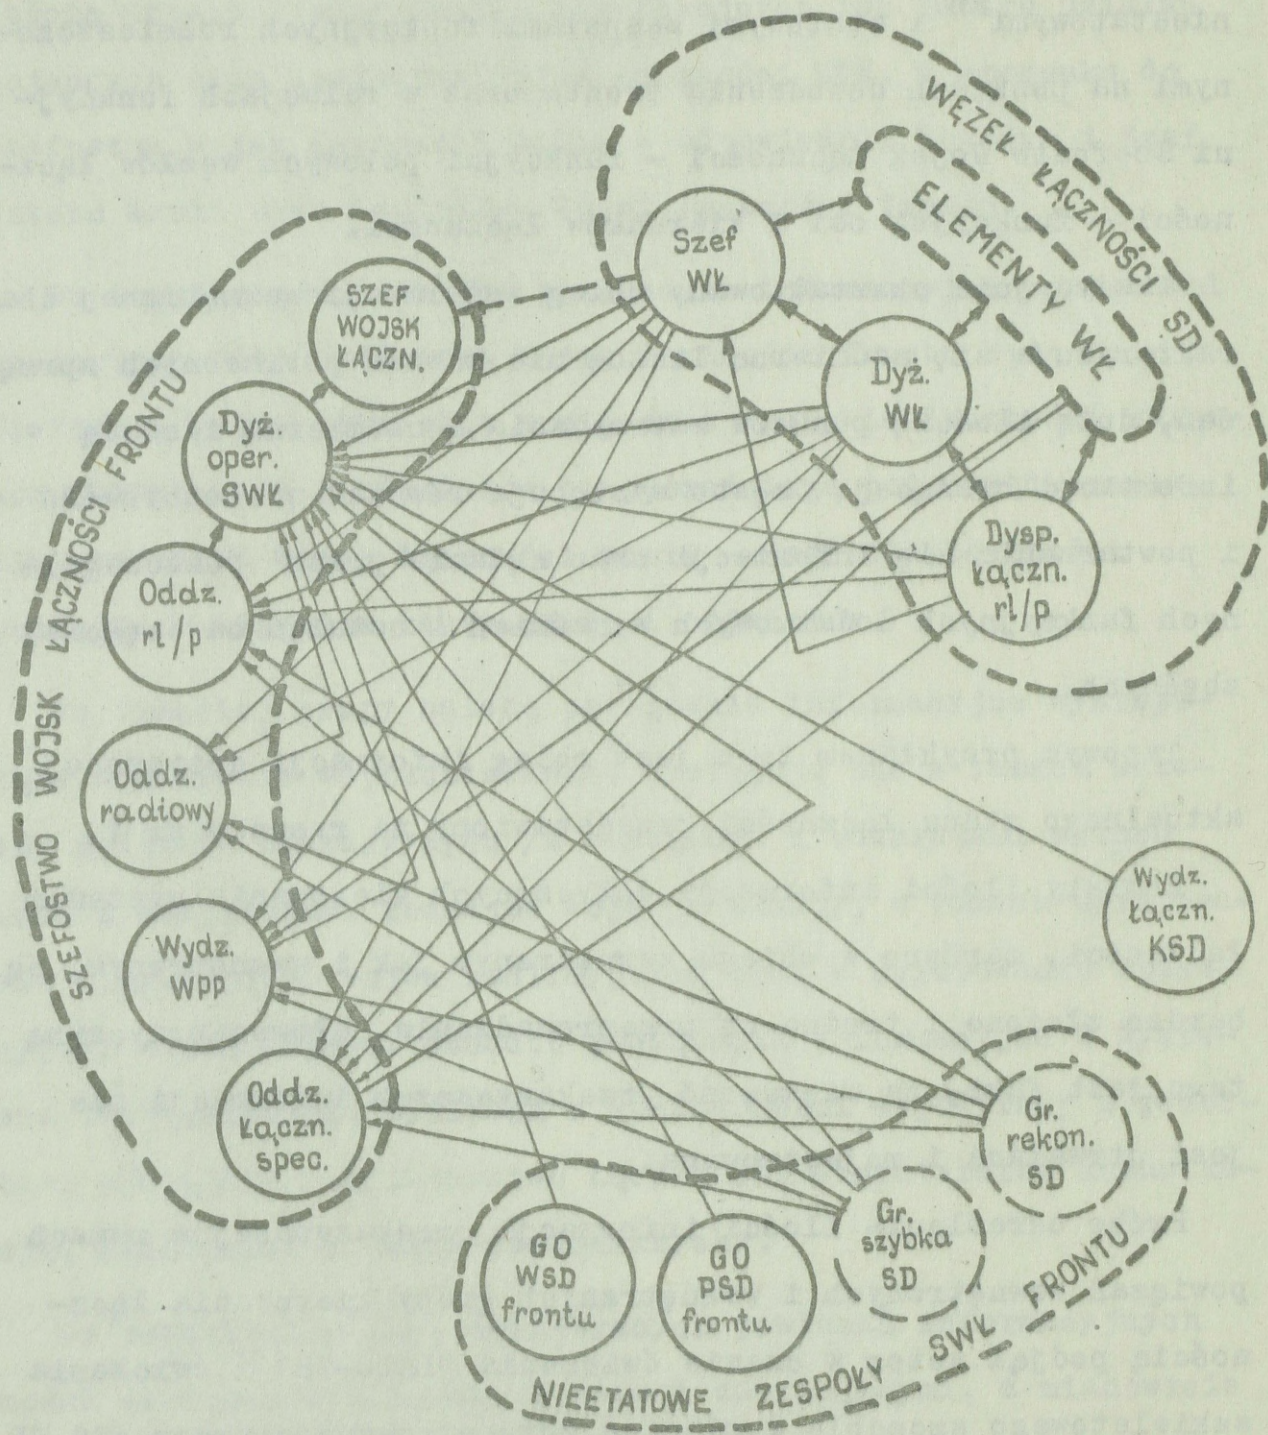 WĘZEŁ ŁĄCZNOŚCI SD
ELEMENTY WŁ
Szef
WŁ
Dyż.
WŁ
Dysp.
łączn.
rl/p
SZEFOSTWO WOJSK ŁĄCZNOŚCI FRONTU
SZEF
WOJSK
ŁĄCZN.
Dyż.
oper.
SWŁ
Oddz.
rl/p
Oddz.
radiowy
Wydz.
WPP
Oddz.
łączn.
spec.
Wydz.
łączn.
KSD
Gr.
rekon.
SD
Gr.
szybka
SD
GO
PSD
frontu
GO
WSD
frontu
NIEETATOWE ZESPOŁY SWŁ FRONTU